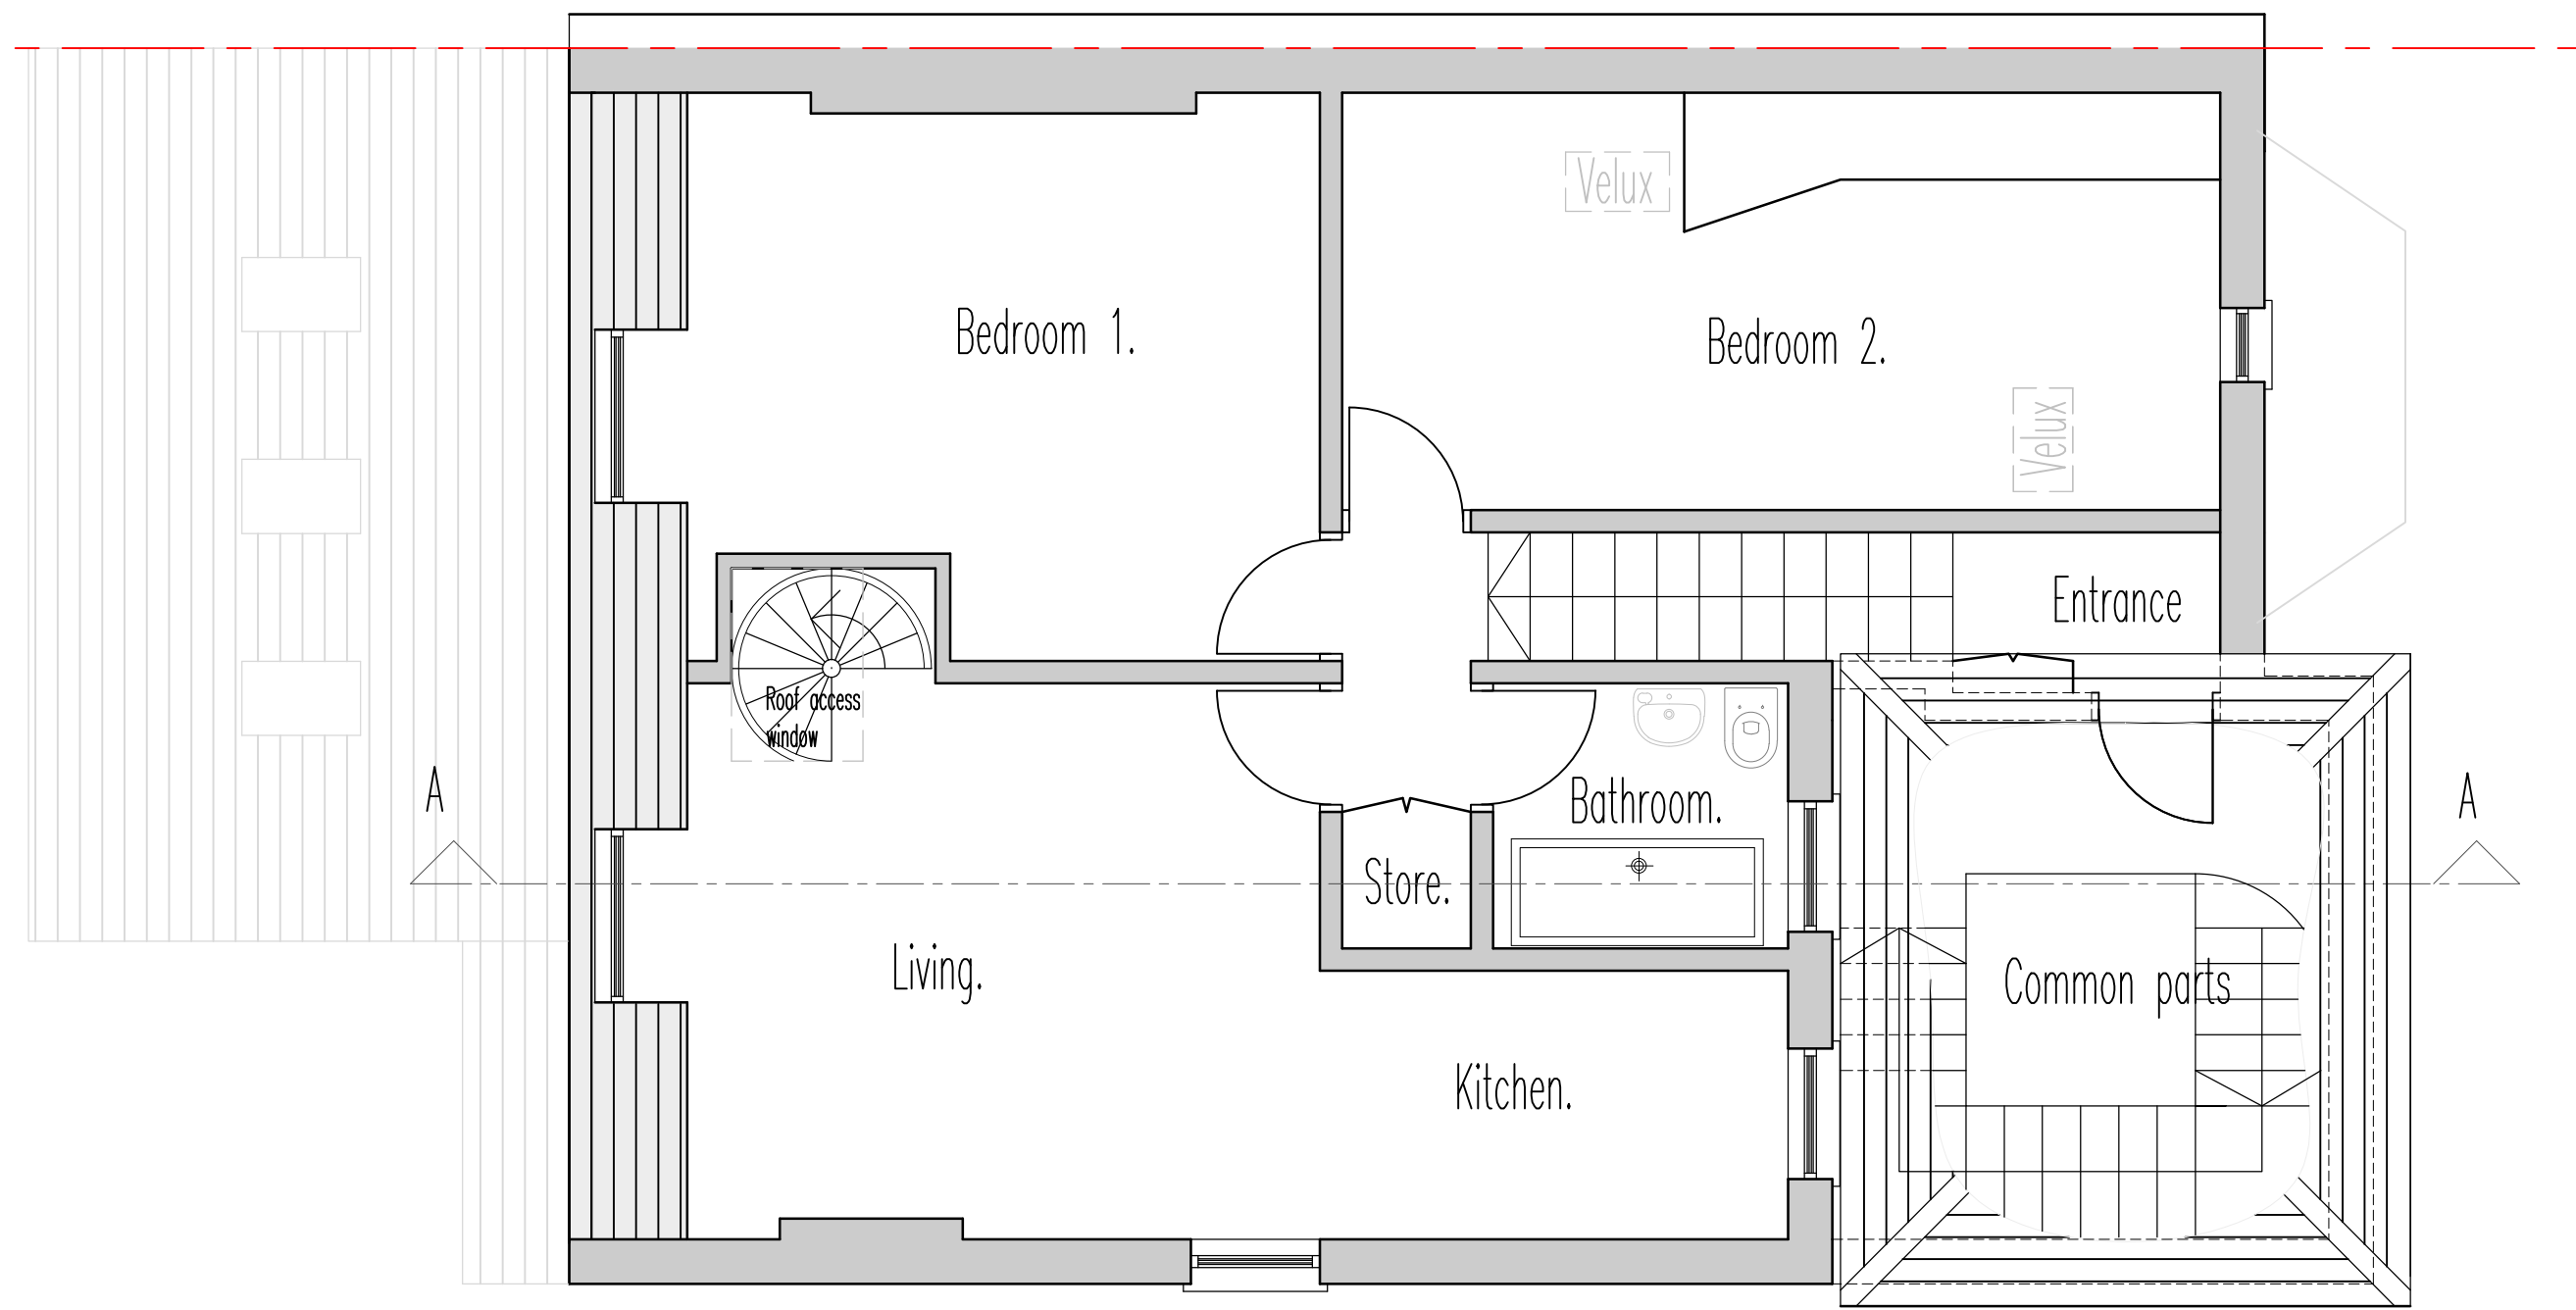 Velux
Bedroom 1.
Bedroom 2.
Velux
Entrance
Roof access
window
A
A
Bathroom.
Store.
Living.
Common parts
Kitchen.